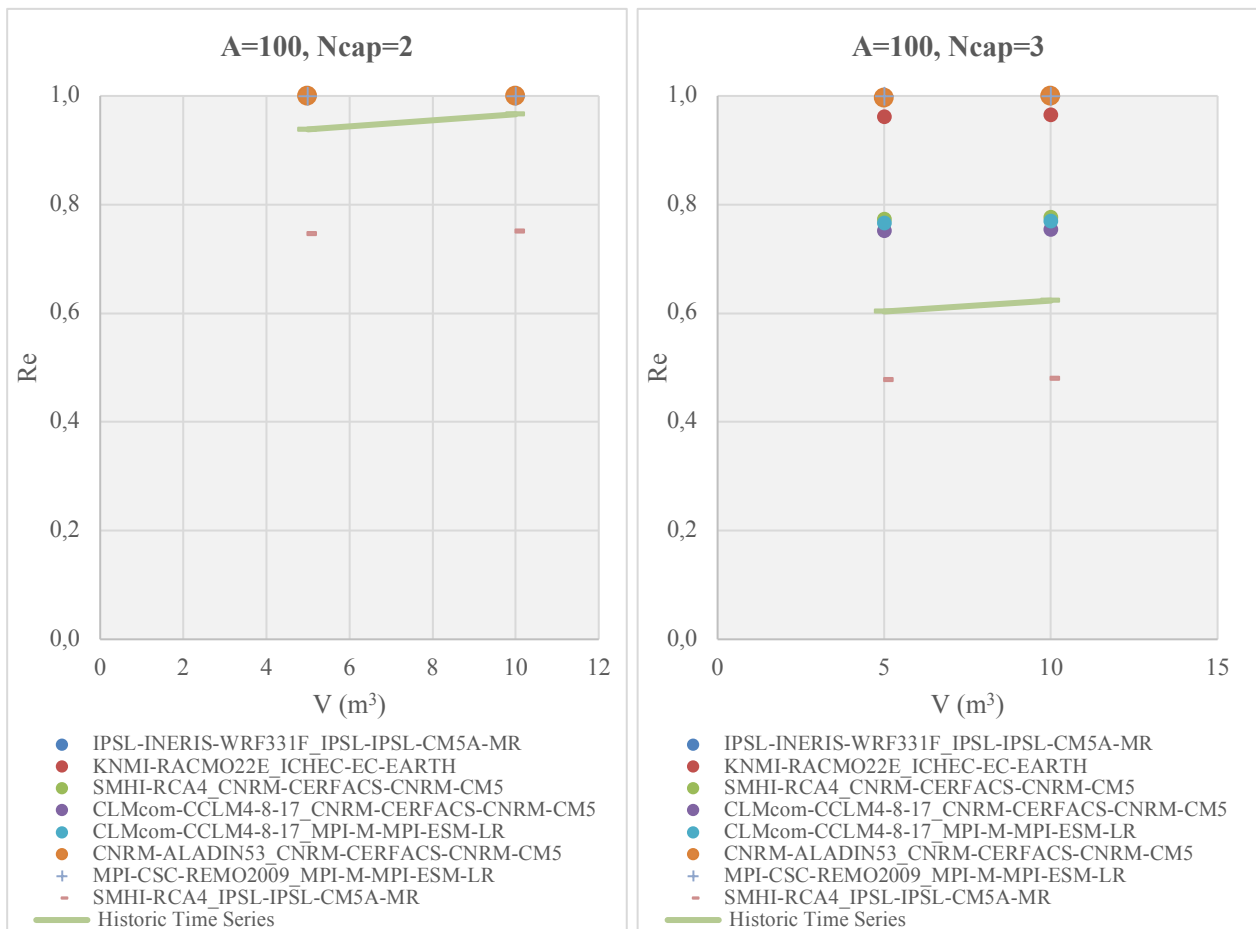 A=100, Ncap=2
1,0
0,8
0,6
0,4
0,2
0,0
Re
0 2 4 6 8 10 12
V (m³)
IPSL-INERIS-WRF331F_IPSL-IPSL-CM5A-MR
KNMI-RACMO22E_ICHEC-EC-EARTH
SMHI-RCA4_CNRM-CERFACS-CNRM-CM5
CLMcom-CCLM4-8-17_CNRM-CERFACS-CNRM-CM5
CLMcom-CCLM4-8-17_MPI-M-MPI-ESM-LR
CNRM-ALADIN53_CNRM-CERFACS-CNRM-CM5
MPI-CSC-REMO2009_MPI-M-MPI-ESM-LR
SMHI-RCA4_IPSL-IPSL-CM5A-MR
Historic Time Series
A=100, Ncap=3
1,0
0,8
0,6
0,4
0,2
0,0
Re
0 5 10 15
V (m³)
IPSL-INERIS-WRF331F_IPSL-IPSL-CM5A-MR
KNMI-RACMO22E_ICHEC-EC-EARTH
SMHI-RCA4_CNRM-CERFACS-CNRM-CM5
CLMcom-CCLM4-8-17_CNRM-CERFACS-CNRM-CM5
CLMcom-CCLM4-8-17_MPI-M-MPI-ESM-LR
CNRM-ALADIN53_CNRM-CERFACS-CNRM-CM5
MPI-CSC-REMO2009_MPI-M-MPI-ESM-LR
SMHI-RCA4_IPSL-IPSL-CM5A-MR
Historic Time Series